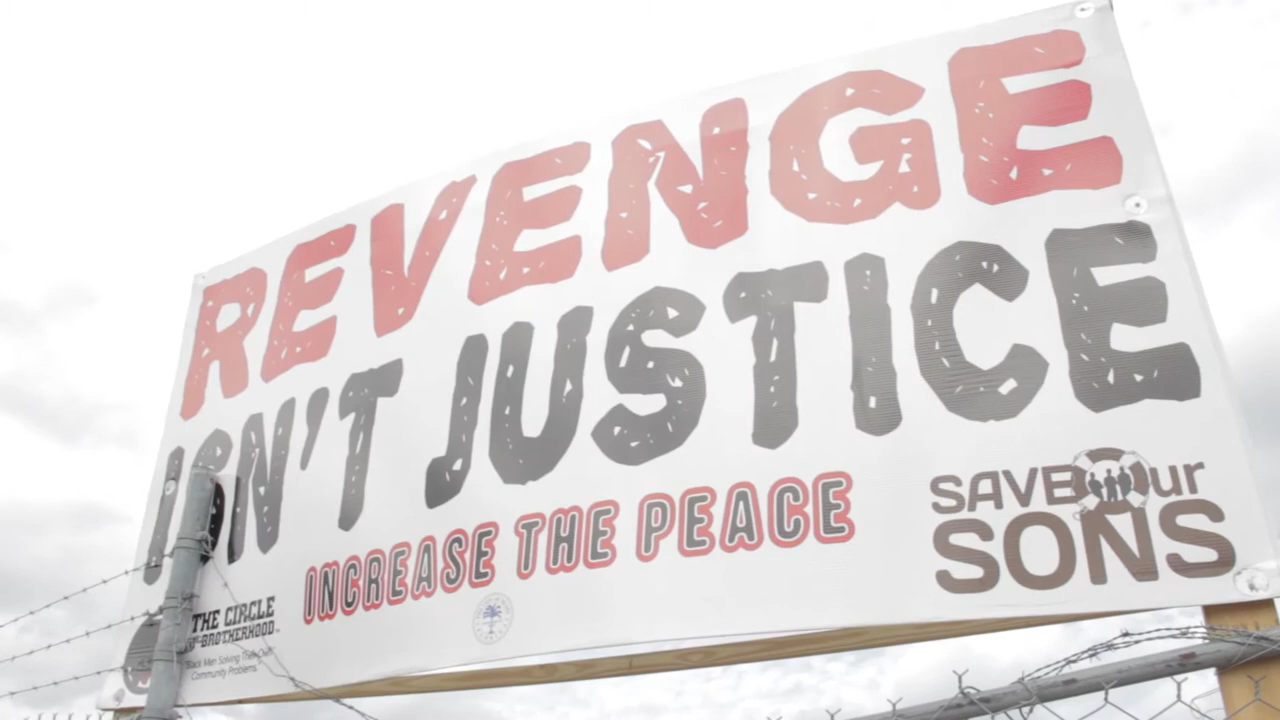 REVENGE
ISN'T JUSTICE
INCREASE THE PEACE
SAVE Our
SONS
THE CIRCLE
OF BROTHERHOOD
Black Men Solving Their Own
Community Problems.